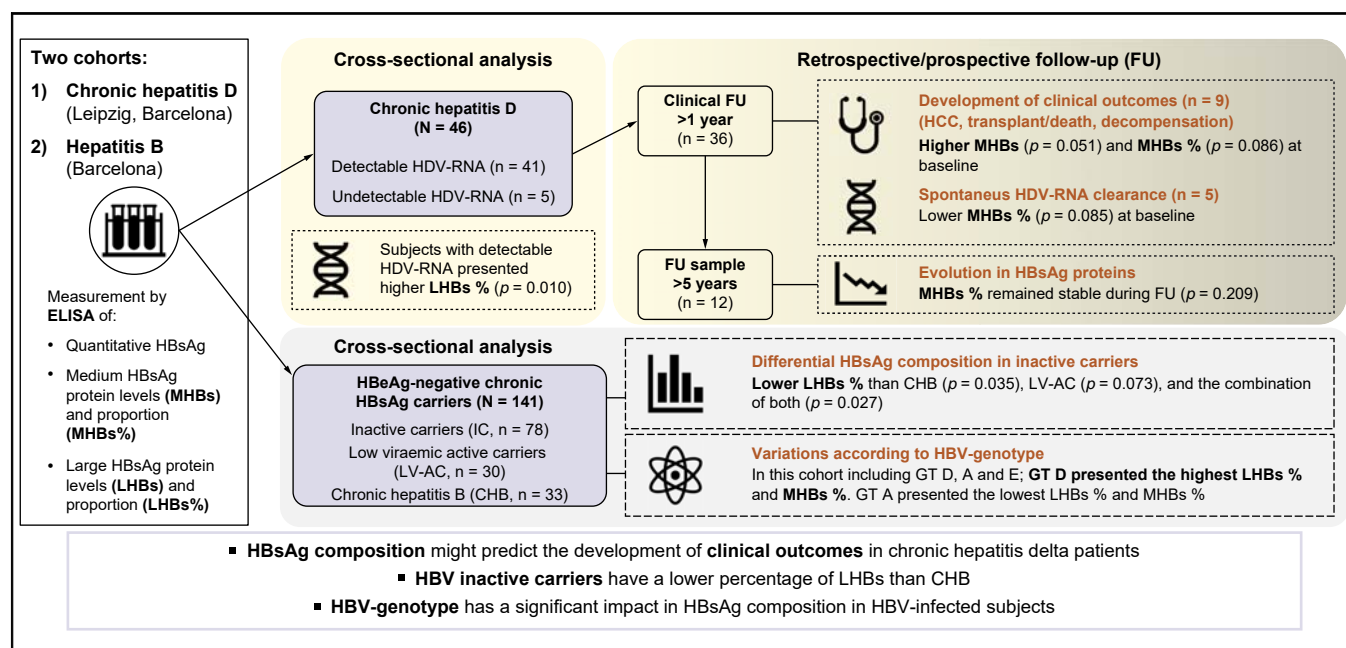 Two cohorts:
1) Chronic hepatitis D
(Leipzig, Barcelona)
2) Hepatitis B
(Barcelona)
Measurement by
ELISA of:
• Quantitative HBsAg
• Medium HBsAg
protein levels (MHBs)
and proportion
(MHBs%)
• Large HBsAg protein
levels (LHBs) and
proportion (LHBs%)
Cross-sectional analysis
Chronic hepatitis D
(N = 46)
Detectable HDV-RNA (n = 41)
Undetectable HDV-RNA (n = 5)
Subjects with detectable
HDV-RNA presented
higher LHBs % (p = 0.010)
Retrospective/prospective follow-up (FU)
Clinical FU
>1 year
(n = 36)
FU sample
>5 years
(n = 12)
Development of clinical outcomes (n = 9)
(HCC, transplant/death, decompensation)
Higher MHBs (p = 0.051) and MHBs % (p = 0.086) at
baseline
Spontaneus HDV-RNA clearance (n = 5)
Lower MHBs % (p = 0.085) at baseline
Evolution in HBsAg proteins
MHBs % remained stable during FU (p = 0.209)
Cross-sectional analysis
HBeAg-negative chronic
HBsAg carriers (N = 141)
Inactive carriers (IC, n = 78)
Low viraemic active carriers
(LV-AC, n = 30)
Chronic hepatitis B (CHB, n = 33)
Differential HBsAg composition in inactive carriers
Lower LHBs % than CHB (p = 0.035), LV-AC (p = 0.073), and the combination
of both (p = 0.027)
Variations according to HBV-genotype
In this cohort including GT D, A and E; GT D presented the highest LHBs %
and MHBs %. GT A presented the lowest LHBs % and MHBs %
▪ HBsAg composition might predict the development of clinical outcomes in chronic hepatitis delta patients
▪ HBV inactive carriers have a lower percentage of LHBs than CHB
▪ HBV-genotype has a significant impact in HBsAg composition in HBV-infected subjects